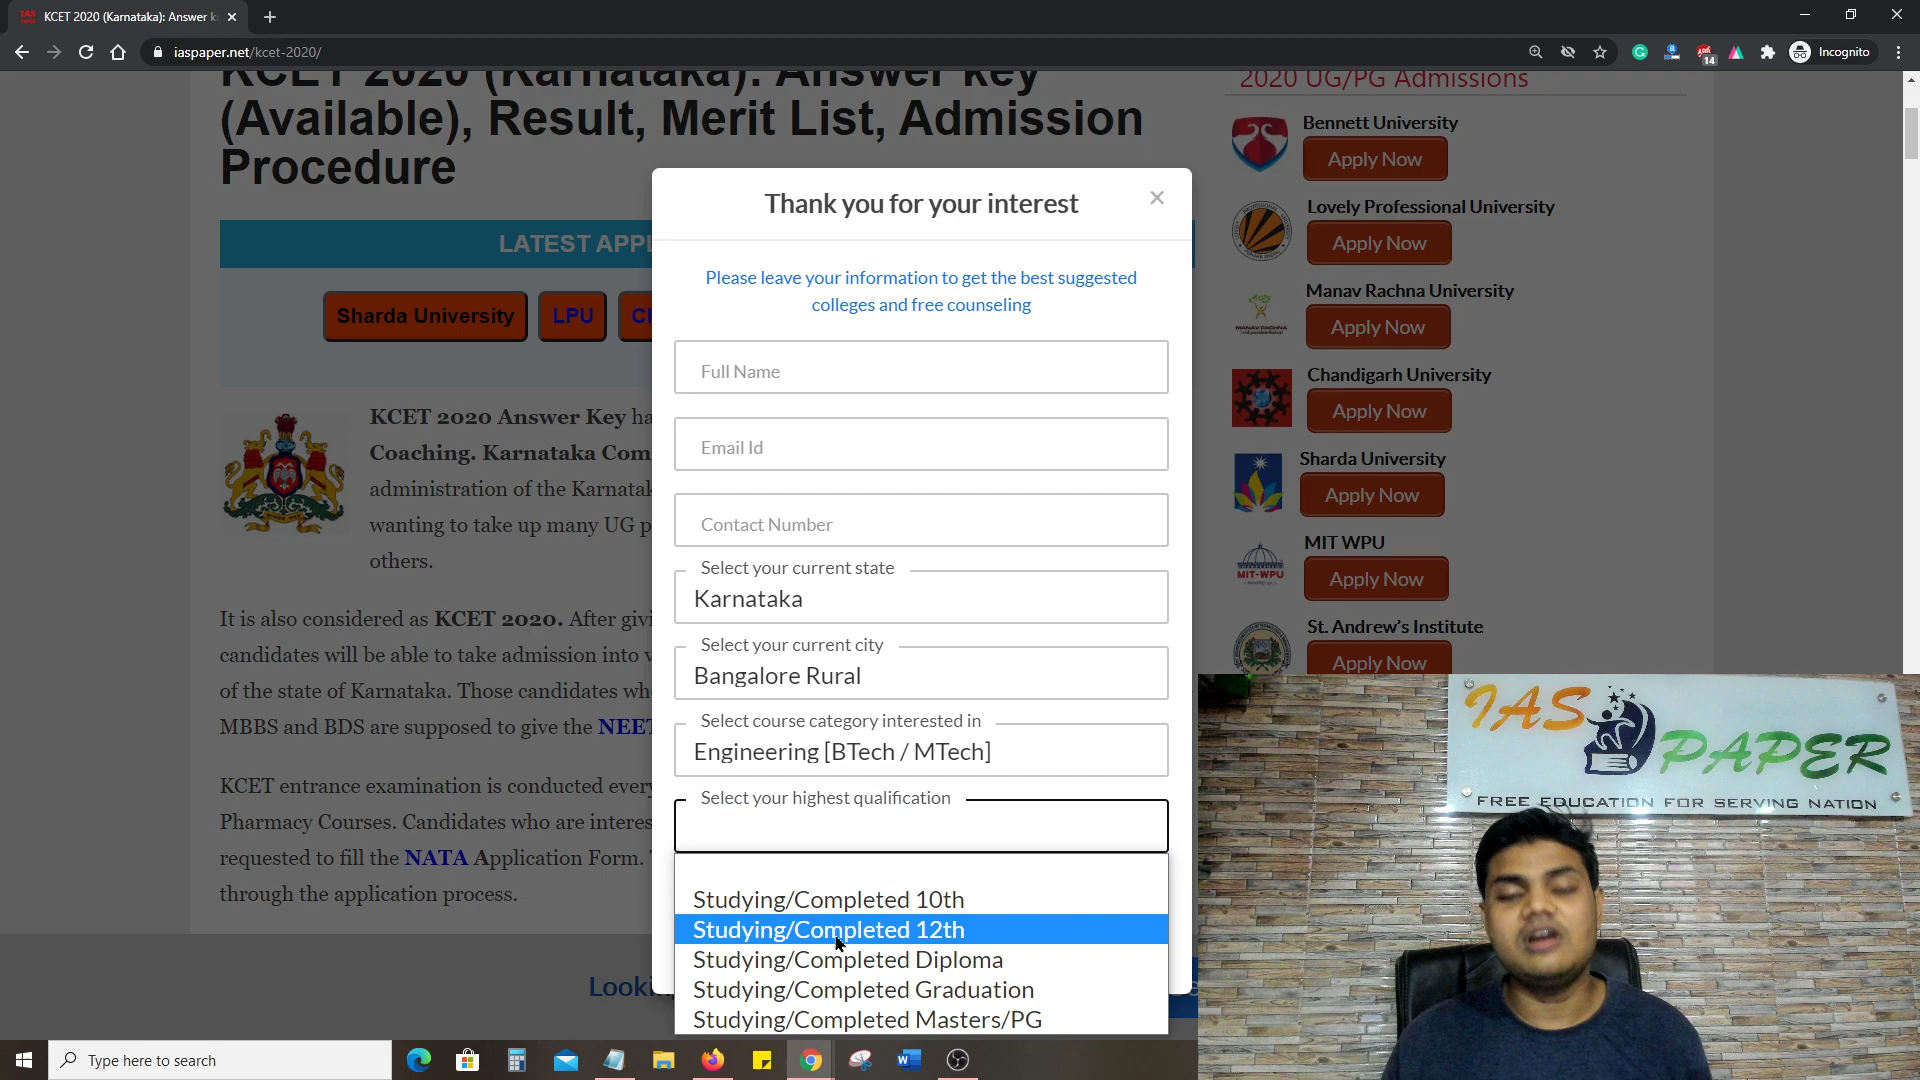 KCET 2020 (Karnataka): Answer k
iaspaper.net/kcet-2020/
14
Incognito
KCET 2020 (Karnataka): Answer key
(Available), Result, Merit List, Admission
Procedure
LATEST APPL
Sharda University
LPU
KCET 2020 Answer Key ha
Coaching. Karnataka Com
administration of the Karnatak
wanting to take up many UG p
others.
It is also considered as KCET 2020. After givi
candidates will be able to take admission into v
of the state of Karnataka. Those candidates wh
MBBS and BDS are supposed to give the NEET
KCET entrance examination is conducted every
Pharmacy Courses. Candidates who are interes
requested to fill the NATA Application Form.
through the application process.
Looki
Thank you for your interest
×
Please leave your information to get the best suggested
colleges and free counseling
Full Name
Email Id
Contact Number
Select your current state
Karnataka
Select your current city
Bangalore Rural
Select course category interested in
Engineering [BTech / MTech]
Select your highest qualification
Studying/Completed 10th
Studying/Completed 12th
Studying/Completed Diploma
Studying/Completed Graduation
Studying/Completed Masters/PG
2020 UG/PG Admissions
Bennett University
Apply Now
Lovely Professional University
Apply Now
MANAV RACHNA
Manav Rachna University
Apply Now
Chandigarh University
Apply Now
Sharda University
Apply Now
MIT-WPU
MIT WPU
Apply Now
St. Andrew's Institute
Apply Now
IAS
PAPER
FREE EDUCATION FOR SERVING NATION
Type here to search